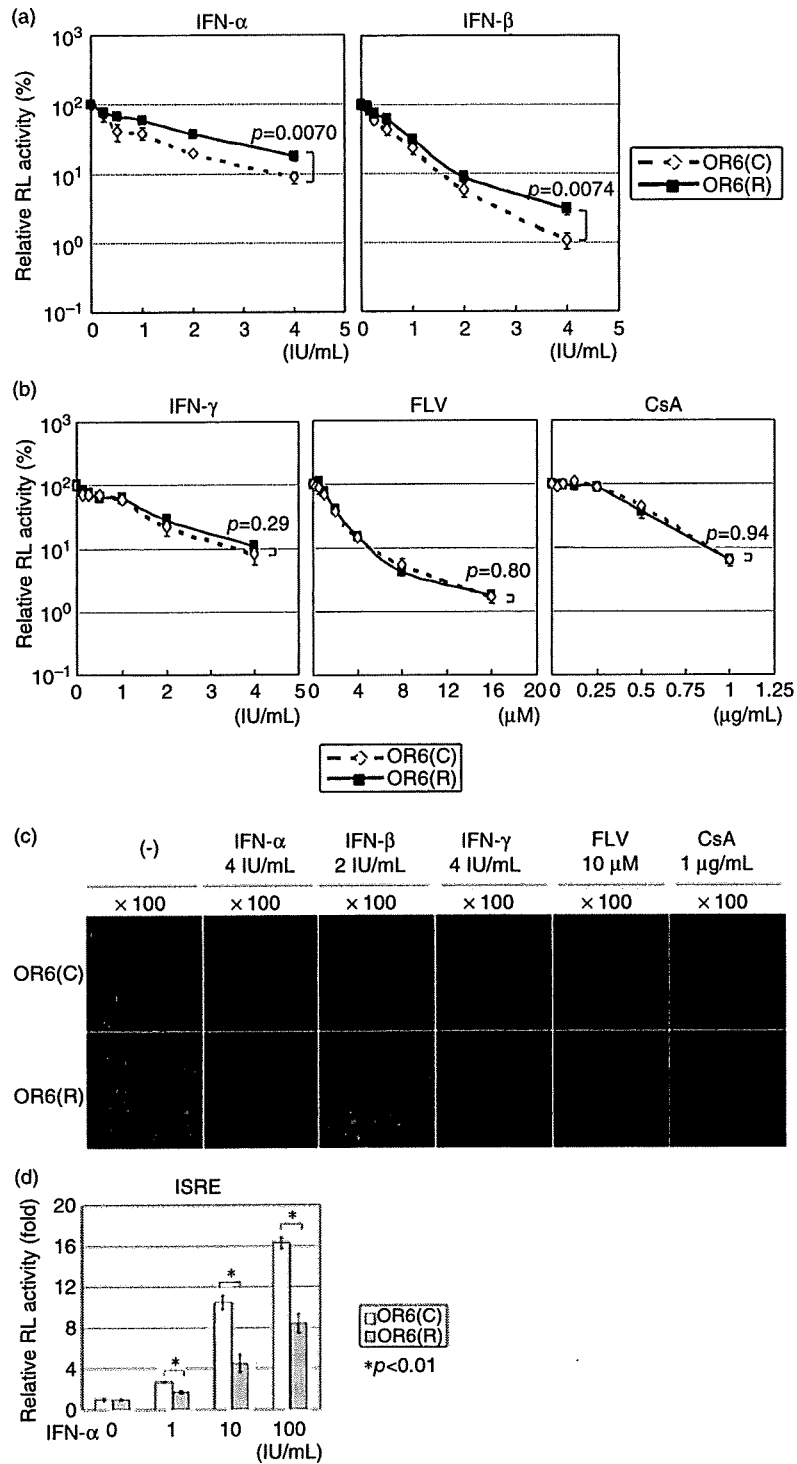 (a)
IFN-α
IFN-β
Relative RL activity (%)
10³
10²
10¹
10⁰
10⁻¹
p=0.0070
p=0.0074
0 1 2 3 4 5
(IU/mL)
0 1 2 3 4 5
(IU/mL)
OR6(C)
OR6(R)
(b)
IFN-γ
FLV
CsA
Relative RL activity (%)
10³
10²
10¹
10⁰
10⁻¹
p=0.29
p=0.80
p=0.94
0 1 2 3 4 5
(IU/mL)
0 4 8 12 16 20
(μM)
0 0.25 0.5 0.75 1 1.25
(μg/mL)
OR6(C)
OR6(R)
(c)
(-)
IFN-α
4 IU/mL
IFN-β
2 IU/mL
IFN-γ
4 IU/mL
FLV
10 μM
CsA
1 μg/mL
× 100 × 100 × 100 × 100 × 100 × 100
OR6(C)
OR6(R)
(d)
ISRE
Relative RL activity (fold)
20
16
12
8
4
0
* * *
IFN-α 0 1 10 100
(IU/mL)
OR6(C)
OR6(R)
*p<0.01